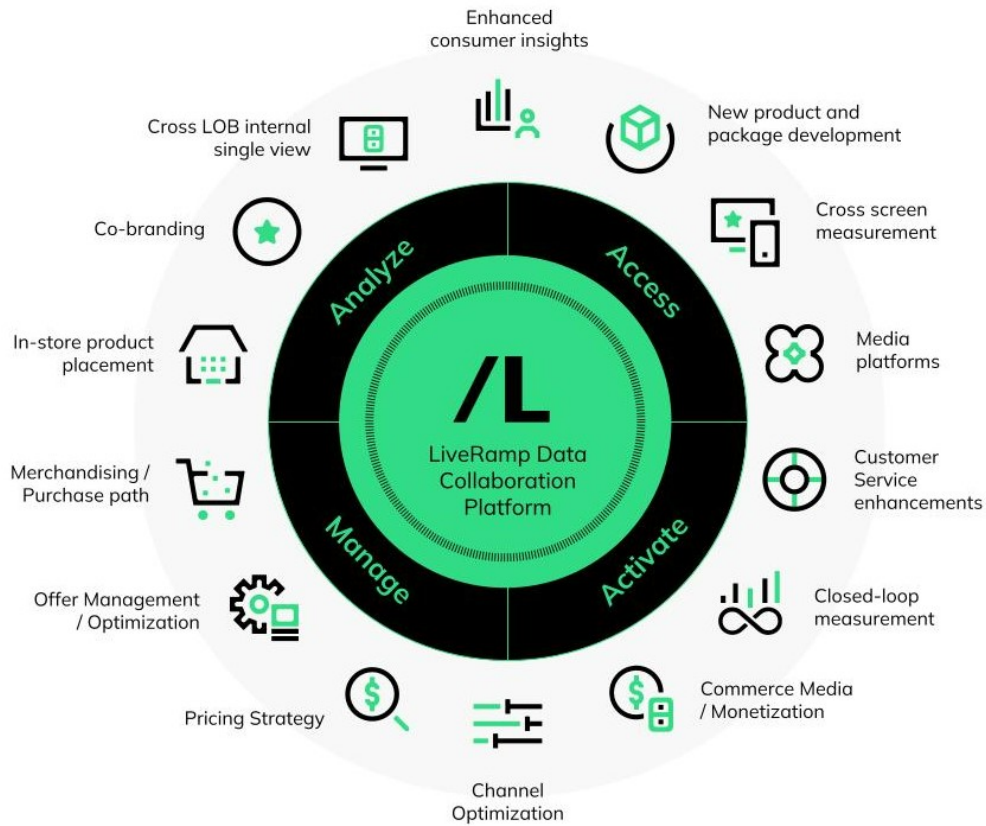 Enhanced
consumer insights
New product and
package development
Cross screen
measurement
Media
platforms
Customer
Service
enhancements
Closed-loop
measurement
Commerce Media
/ Monetization
Channel
Optimization
Pricing Strategy
Offer Management
/ Optimization
Merchandising /
Purchase path
In-store product
placement
Co-branding
Cross LOB internal
single view
Analyze
Access
Activate
Manage
/L
LiveRamp Data
Collaboration
Platform